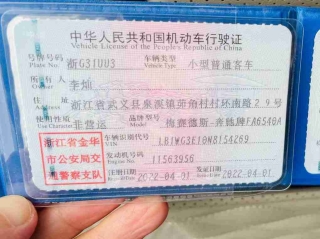 中华人民共和国机动车行驶证
Vehicle License of the People's Republic of China
号牌号码 Plate No. 浙G31UU3 车辆类型 Vehicle Type 小型普通客车
所有人 Owner 李灿
住址 浙江省武义县泉溪镇 村村环南路29号
使用性质 Use Character 非营运 品牌型号 梅赛德斯-奔驰牌FA6540A
浙江省金华
市公安局交
通警察支队
车辆识别代号 VIN
发动机号码 Engine No. 11563956
注册日期 Register Date 2022-04-01 发证日期 Issue Date 2022-04-01